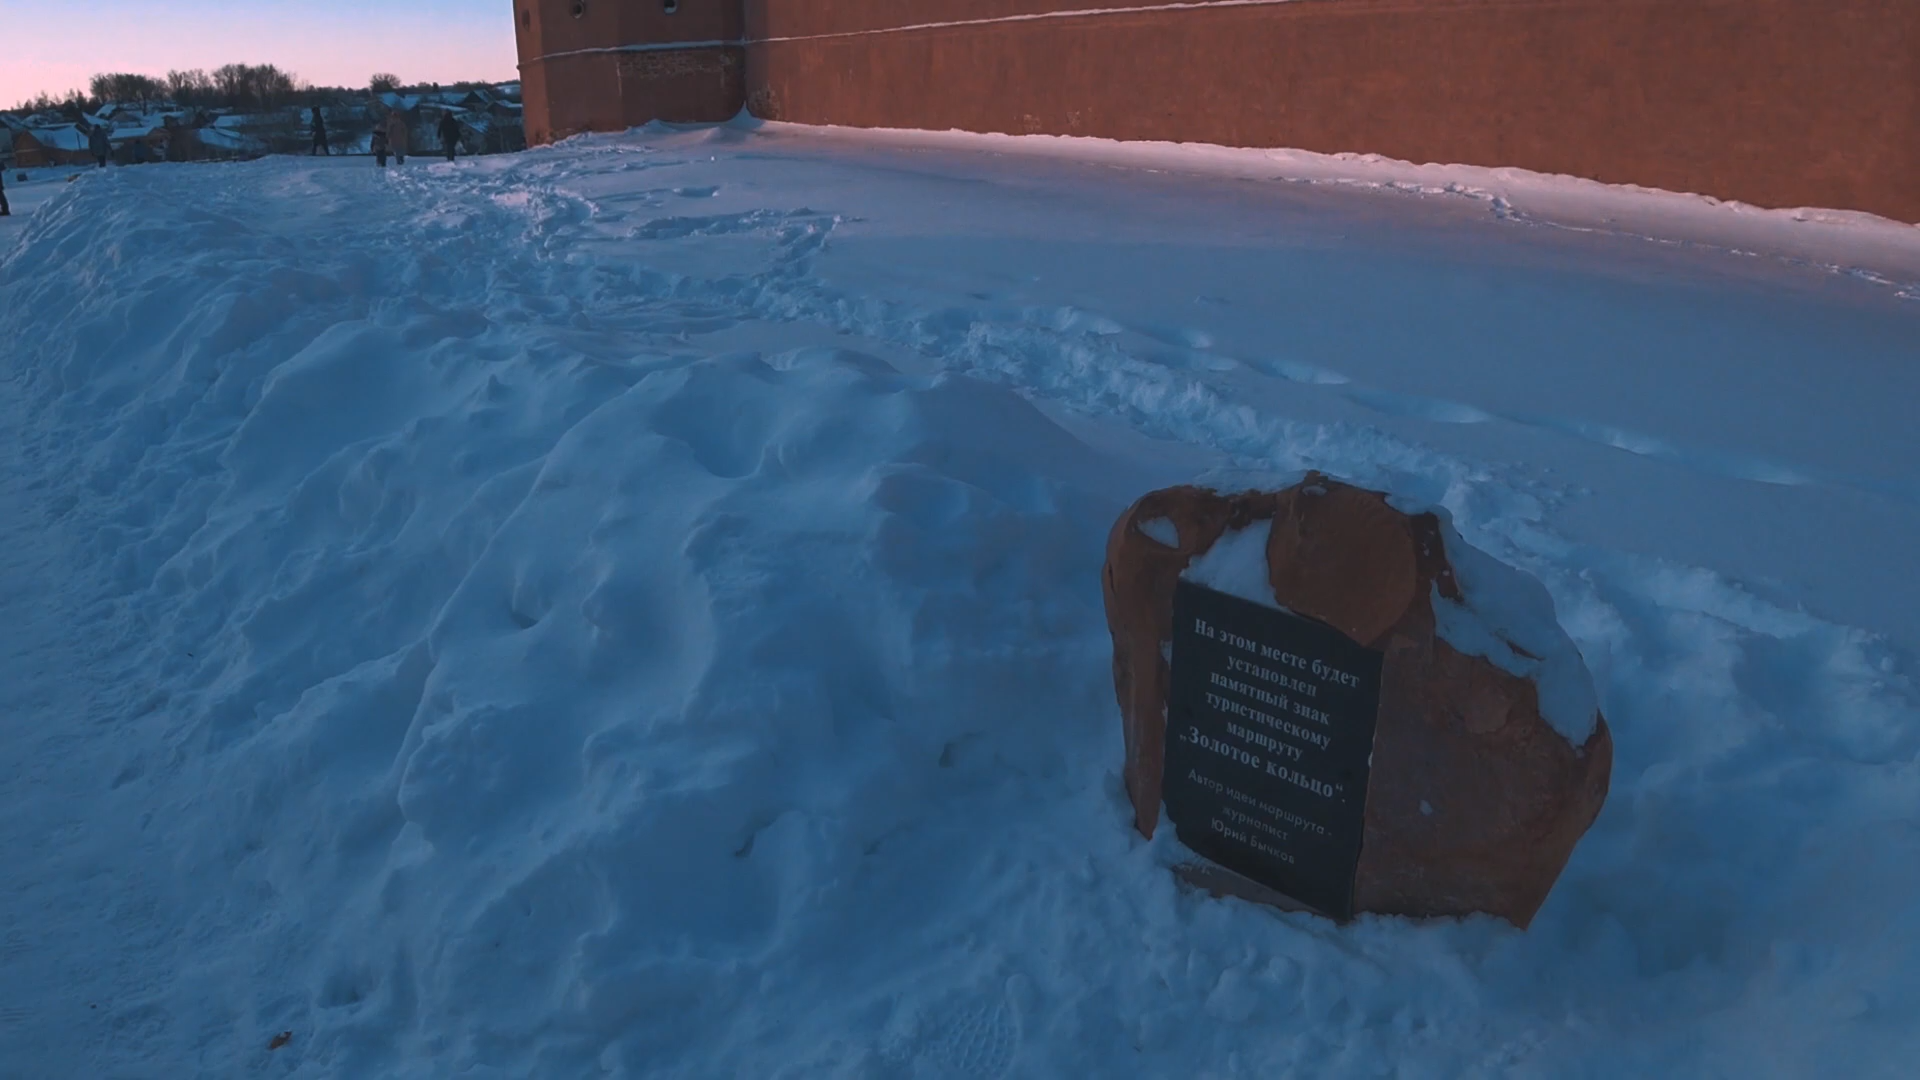 На этом месте будет
установлен
памятный знак
туристическому
маршруту
„Золотое кольцо“.
Автор идеи маршрута -
журналист
Юрий Бычков